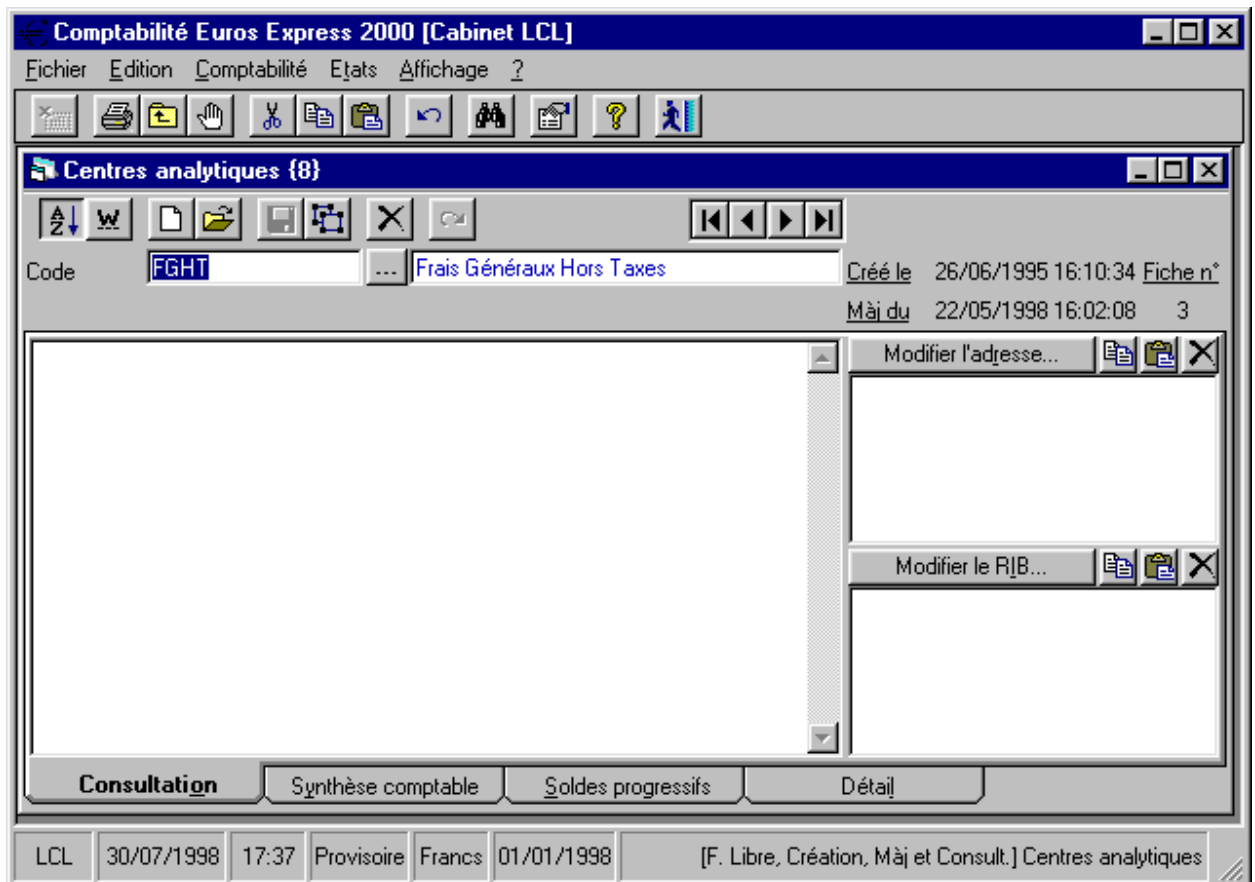 Comptabilité Euros Express 2000 [Cabinet LCL]
Fichier Edition Comptabilité Etats Affichage ?
Centres analytiques {8}
Code FGHT ... Frais Généraux Hors Taxes Créé le 26/06/1995 16:10:34 Fiche n°
Màj du 22/05/1998 16:02:08 3
Modifier l'adresse...
Modifier le RIB...
Consultation Synthèse comptable Soldes progressifs Détail
LCL 30/07/1998 17:37 Provisoire Francs 01/01/1998 [F. Libre, Création, Màj et Consult.] Centres analytiques